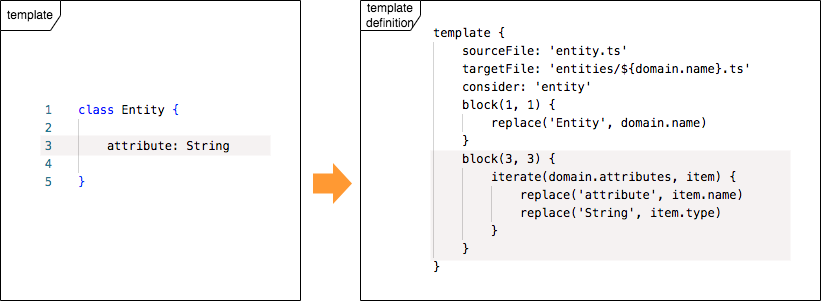 template
1 class Entity {
2
3 attribute: String
4
5 }
template
definition
template {
sourceFile: 'entity.ts'
targetFile: 'entities/${domain.name}.ts'
consider: 'entity'
block(1, 1) {
replace('Entity', domain.name)
}
block(3, 3) {
iterate(domain.attributes, item) {
replace('attribute', item.name)
replace('String', item.type)
}
}
}